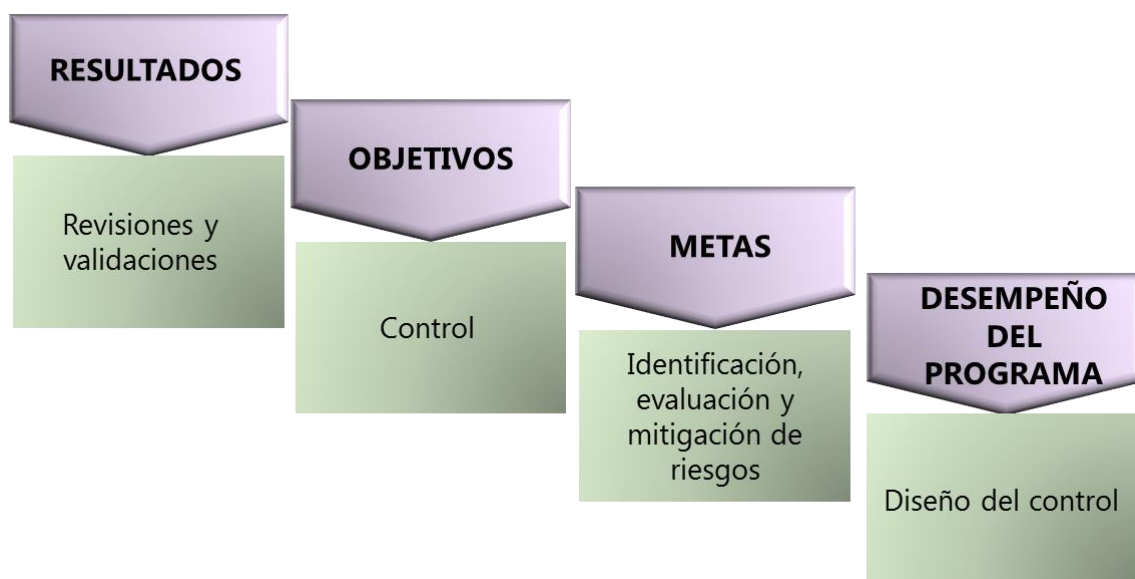 RESULTADOS
Revisiones y
validaciones
OBJETIVOS
Control
METAS
Identificación,
evaluación y
mitigación de
riesgos
DESEMPEÑO
DEL
PROGRAMA
Diseño del control